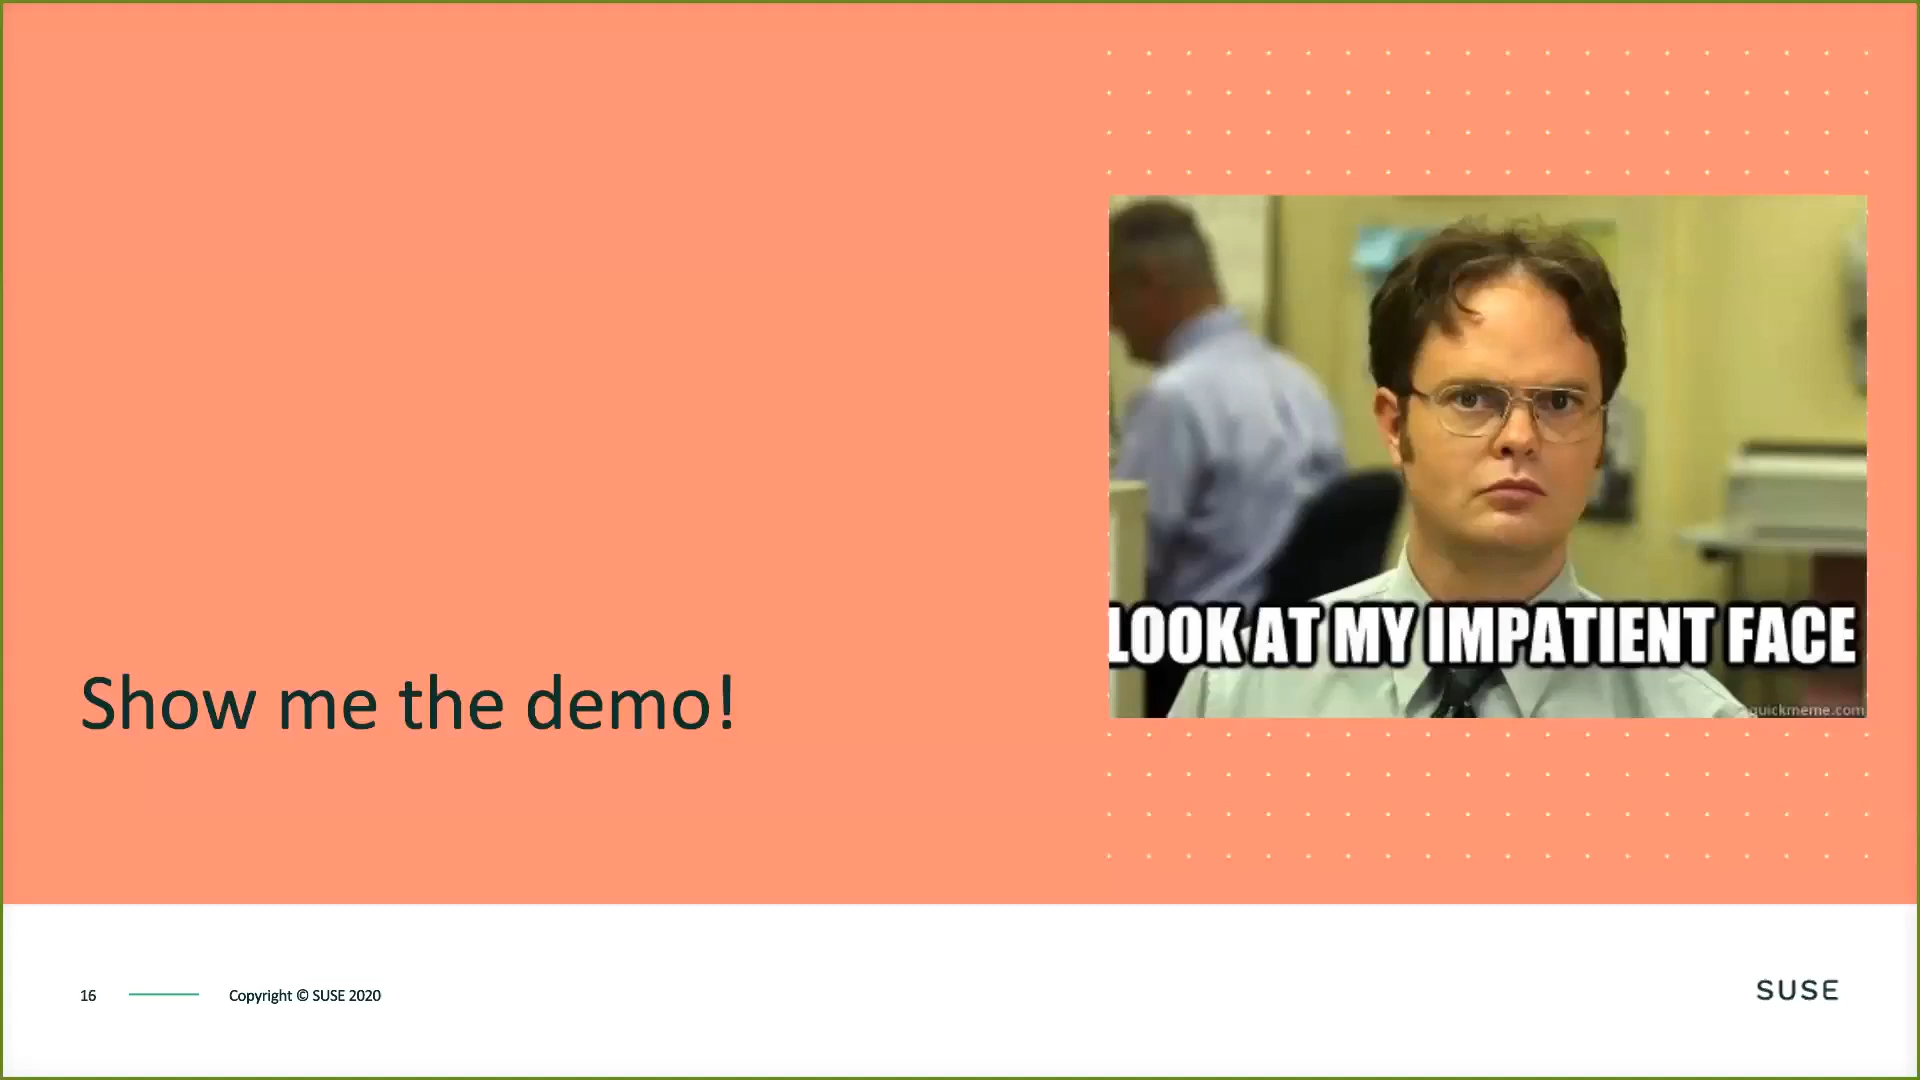 LOOK AT MY IMPATIENT FACE
quickmeme.com
Show me the demo!
16
Copyright © SUSE 2020
SUSE